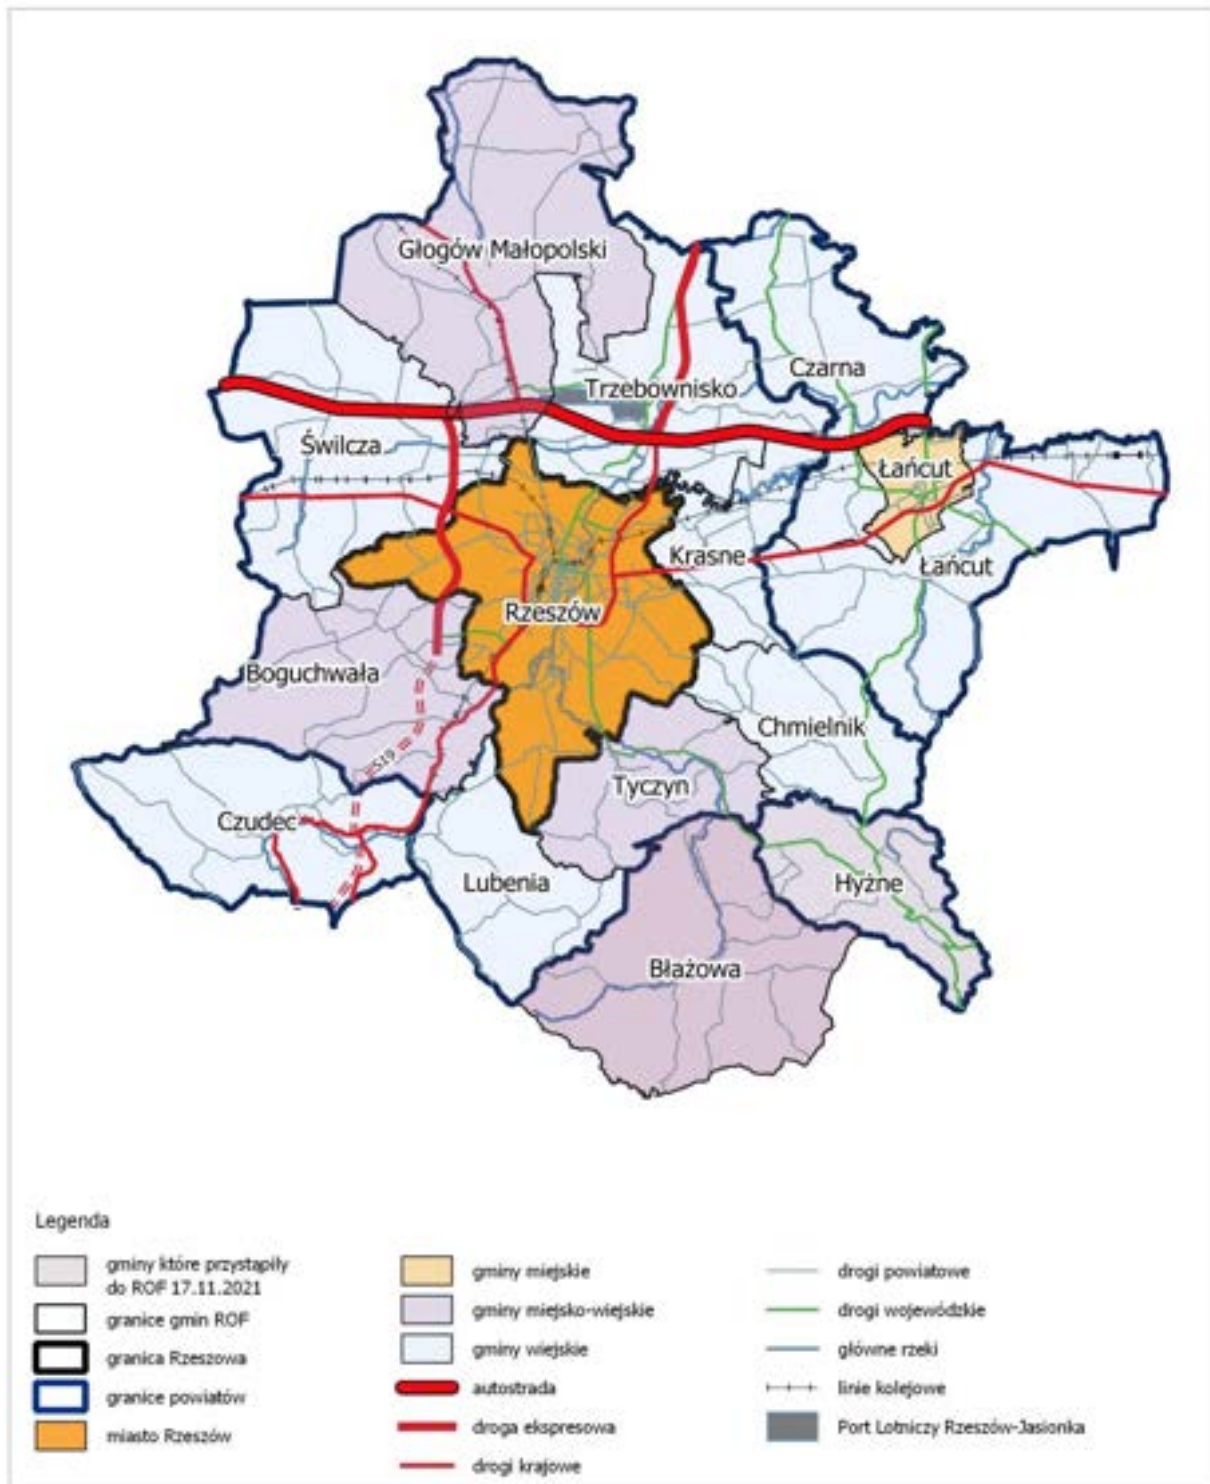 Głogów Małopolski
Czarna
Trzebownisko
Świlcza
Łańcut
Krasne
Łańcut
Rzeszów
Boguchwała
Chmielnik
S19
Tyczyn
Czudec
Lubenia
Hyżne
Błażowa
Legenda
gminy które przystąpiły
do ROF 17.11.2021
granice gmin ROF
granica Rzeszowa
granice powiatów
miasto Rzeszów
gminy miejskie
gminy miejsko-wiejskie
gminy wiejskie
autostrada
droga ekspresowa
drogi krajowe
drogi powiatowe
drogi wojewódzkie
główne rzeki
linie kolejowe
Port Lotniczy Rzeszów-Jasionka